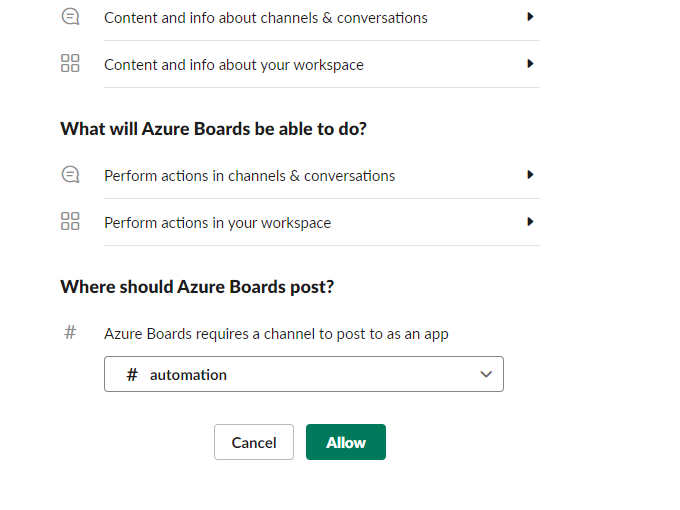 Content and info about channels & conversations
Content and info about your workspace
What will Azure Boards be able to do?
Perform actions in channels & conversations
Perform actions in your workspace
Where should Azure Boards post?
# Azure Boards requires a channel to post to as an app
# automation
Cancel Allow